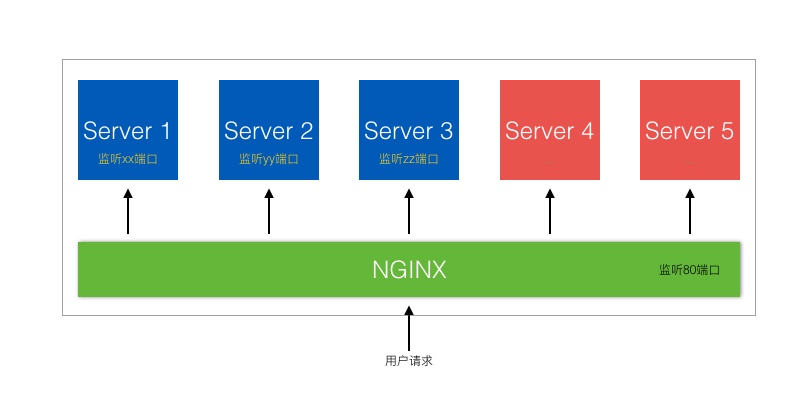 Server 1
监听xx端口
Server 2
监听yy端口
Server 3
监听zz端口
Server 4
Server 5
NGINX
监听80端口
用户请求